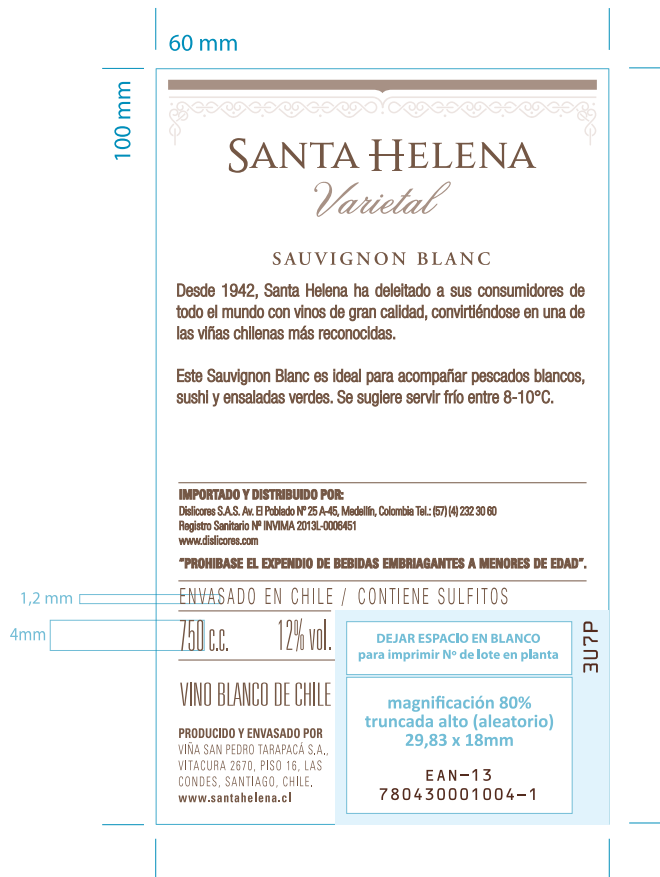 60 mm
100 mm
SANTA HELENA
Varietal
SAUVIGNON BLANC
Desde 1942, Santa Helena ha deleitado a sus consumidores de
todo el mundo con vinos de gran calidad, convirtiéndose en una de
las viñas chilenas más reconocidas.
Este Sauvignon Blanc es ideal para acompañar pescados blancos,
sushi y ensaladas verdes. Se sugiere servir frío entre 8-10°C.
IMPORTADO Y DISTRIBUIDO POR:
Dislicores S.A.S. Av. El Poblado Nº 25 A-45, Medellín, Colombia Tel.: (57) (4) 232 30 60
Registro Sanitario Nº INVIMA 2013L-0006451
www.dislicores.com
"PROHIBASE EL EXPENDIO DE BEBIDAS EMBRIAGANTES A MENORES DE EDAD".
1,2 mm
ENVASADO EN CHILE / CONTIENE SULFITOS
4mm
750 c.c. 12% vol.
VINO BLANCO DE CHILE
PRODUCIDO Y ENVASADO POR
VIÑA SAN PEDRO TARAPACÁ S.A.,
VITACURA 2670, PISO 16, LAS
CONDES, SANTIAGO, CHILE.
www.santahelena.cl
DEJAR ESPACIO EN BLANCO
para imprimir Nº de lote en planta
3U7P
magnificación 80%
truncada alto (aleatorio)
29,83 x 18mm
EAN-13
780430001004-1